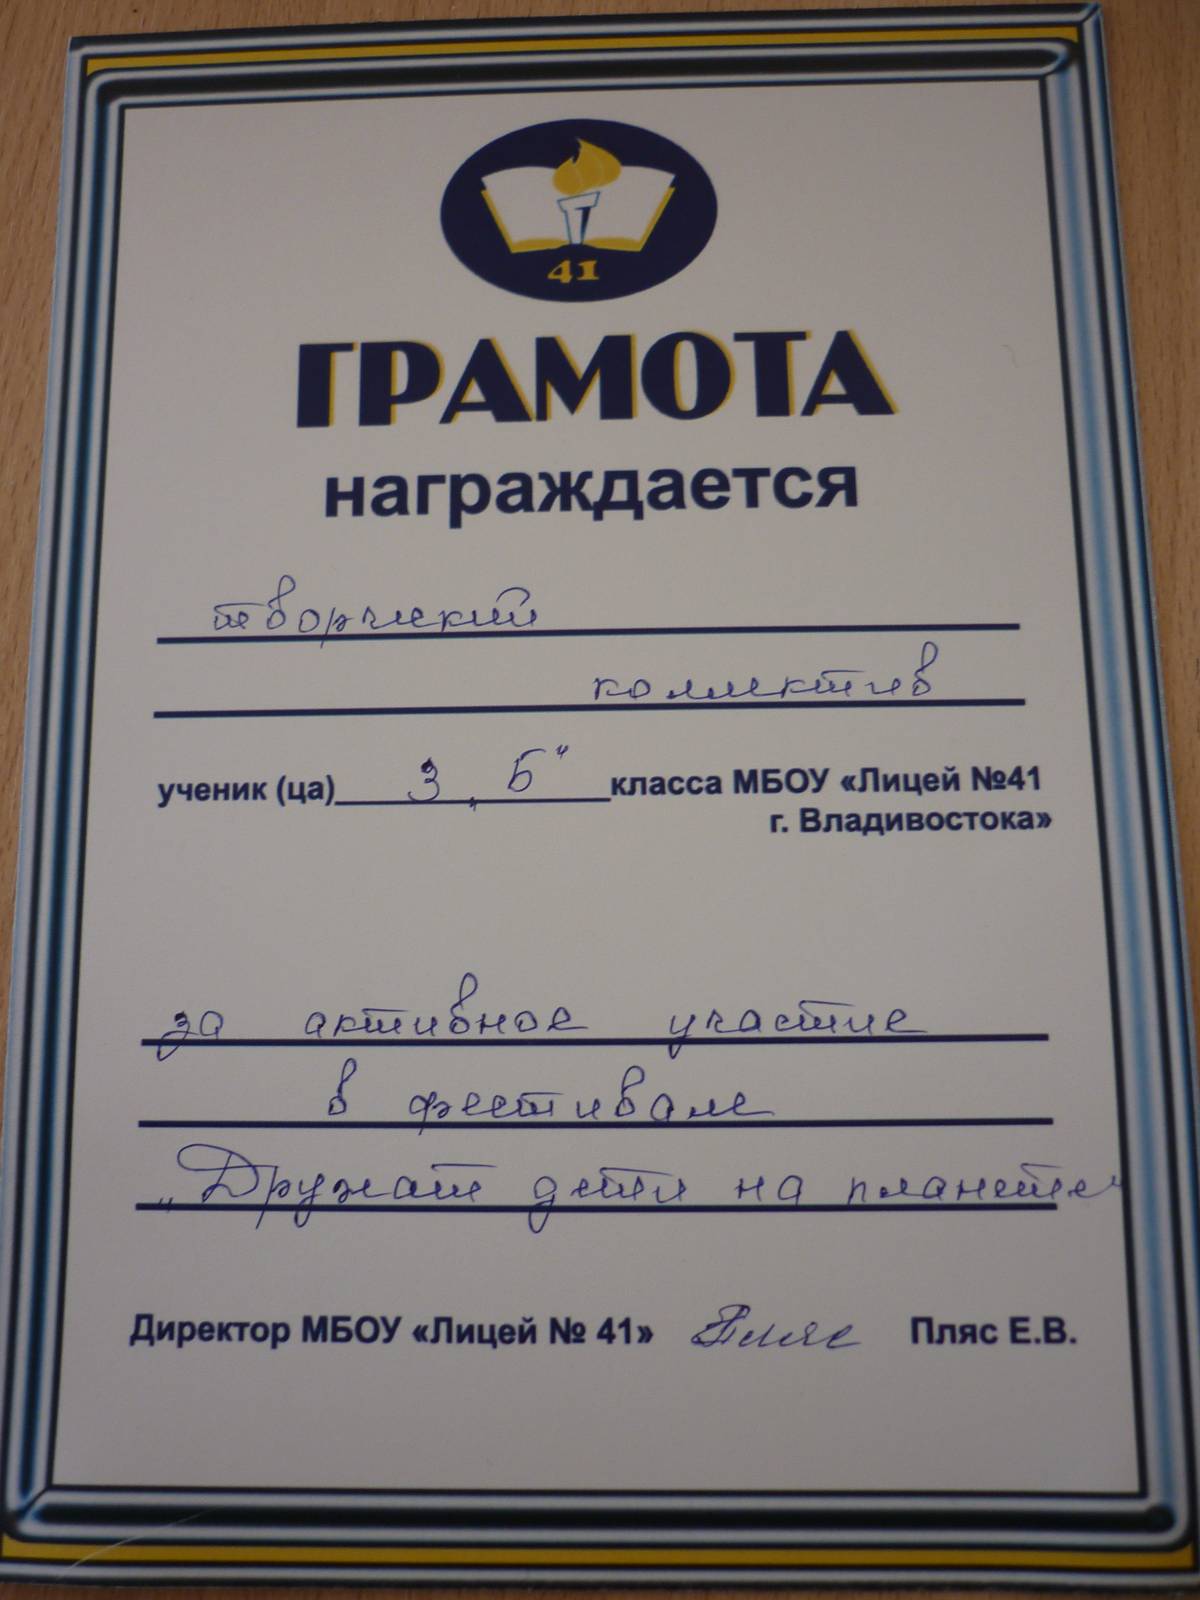 41
ГРАМОТА
награждается
творческий
коллектив
ученик (ца) 3 „Б“ класса МБОУ «Лицей №41
г. Владивостока»
за активное участие
в фестивале
„Дружат дети на планете“
Директор МБОУ «Лицей № 41» Пляс Пляс Е.В.